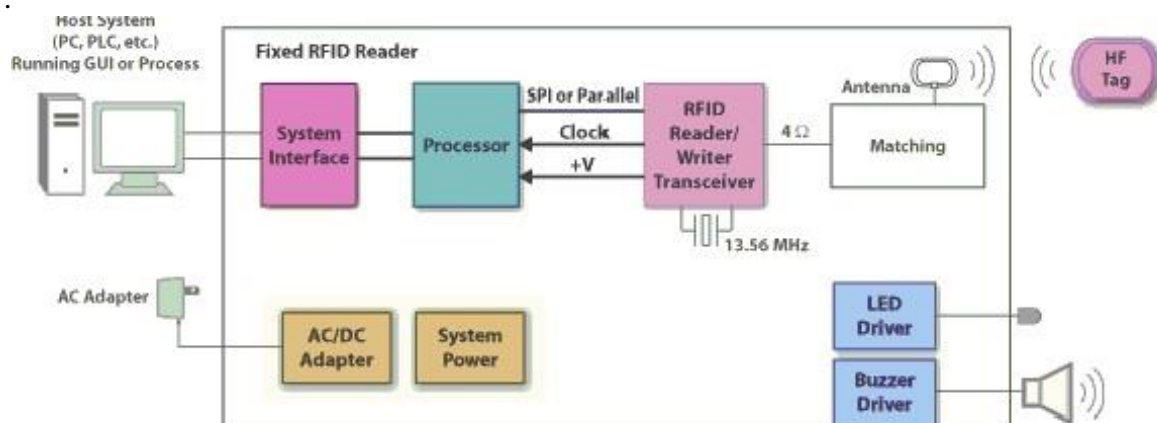 Host System
(PC, PLC, etc.)
Running GUI or Process
Fixed RFID Reader
System
Interface
Processor
SPI or Parallel
Clock
+V
RFID
Reader/
Writer
Transceiver
13.56 MHz
4 Ω
Antenna
Matching
HF
Tag
AC Adapter
AC/DC
Adapter
System
Power
LED
Driver
Buzzer
Driver